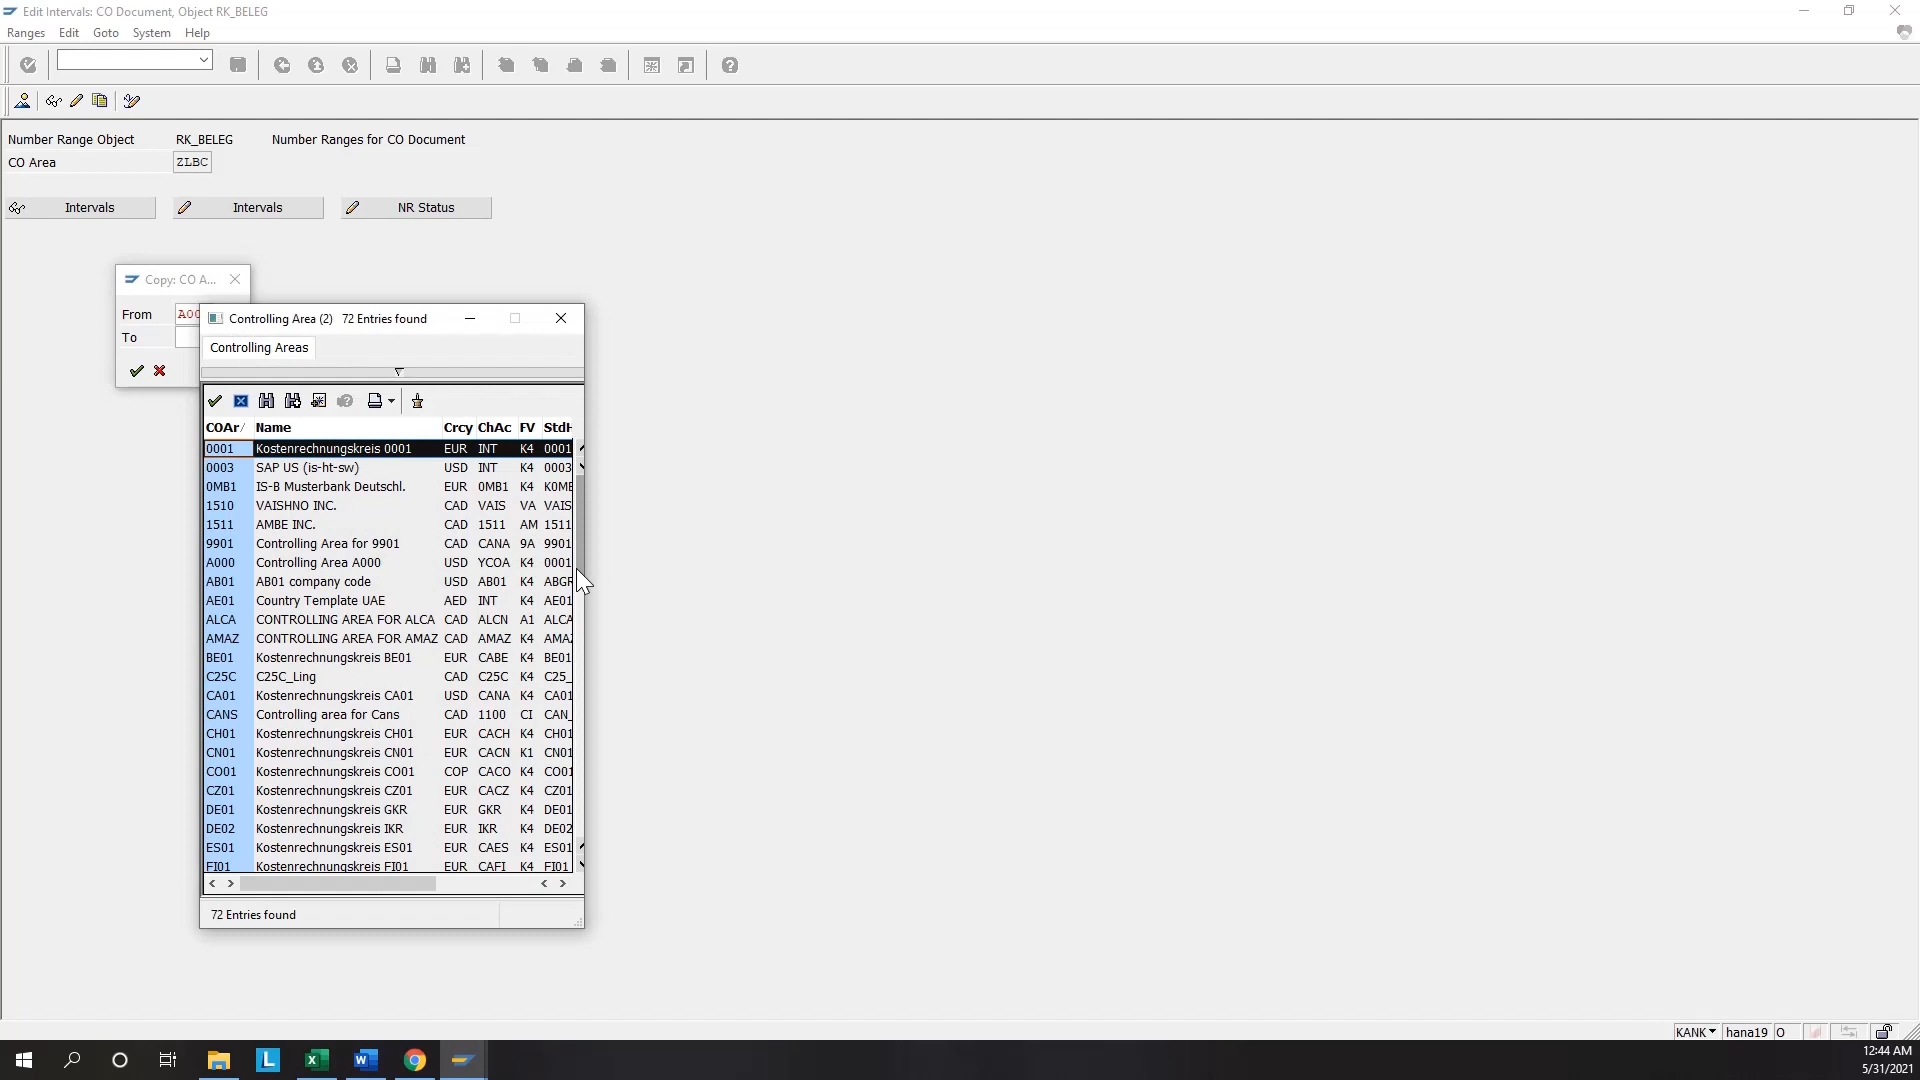 Edit Intervals: CO Document, Object RK_BELEG
Ranges Edit Goto System Help
Number Range Object RK_BELEG Number Ranges for CO Document
CO Area ZLBC
Intervals Intervals NR Status
Copy: CO A...
From
To
Controlling Area (2) 72 Entries found
Controlling Areas
COAr Name Crcy ChAc FV
0001 Kostenrechnungskreis 0001 EUR INT K4 0001
0003 SAP US (is-ht-sw) USD INT K4 0003
0MB1 IS-B Musterbank Deutschl. EUR 0MB1 K4
1510 VAISHNO INC. CAD VAIS VA VAIS
1511 AMBE INC. CAD 1511 AM 1511
9901 Controlling Area for 9901 CAD CANA 9A 9901
A000 Controlling Area A000 USD YCOA K4 0001
AB01 AB01 company code USD AB01 K4
AE01 Country Template UAE AED INT K4 AE01
ALCA CONTROLLING AREA FOR ALCA CAD ALCN A1 ALCA
AMAZ CONTROLLING AREA FOR AMAZ CAD AMAZ K4
BE01 Kostenrechnungskreis BE01 EUR CABE K4 BE01
C25C C25C_Ling CAD C25C K4 C25_
CA01 Kostenrechnungskreis CA01 USD CANA K4 CA01
CANS Controlling area for Cans CAD 1100 CI CAN_
CH01 Kostenrechnungskreis CH01 EUR CACH K4 CH01
CN01 Kostenrechnungskreis CN01 EUR CACN K1 CN01
CO01 Kostenrechnungskreis CO01 COP CACO K4 CO01
CZ01 Kostenrechnungskreis CZ01 EUR CACZ K4 CZ01
DE01 Kostenrechnungskreis GKR EUR GKR K4 DE01
DE02 Kostenrechnungskreis IKR EUR IKR K4 DE02
ES01 Kostenrechnungskreis ES01 EUR CAES K4 ES01
FI01 Kostenrechnungskreis FI01 EUR CAFI K4 FI01
72 Entries found
KANK hana19 O
12:44 AM
5/31/2021